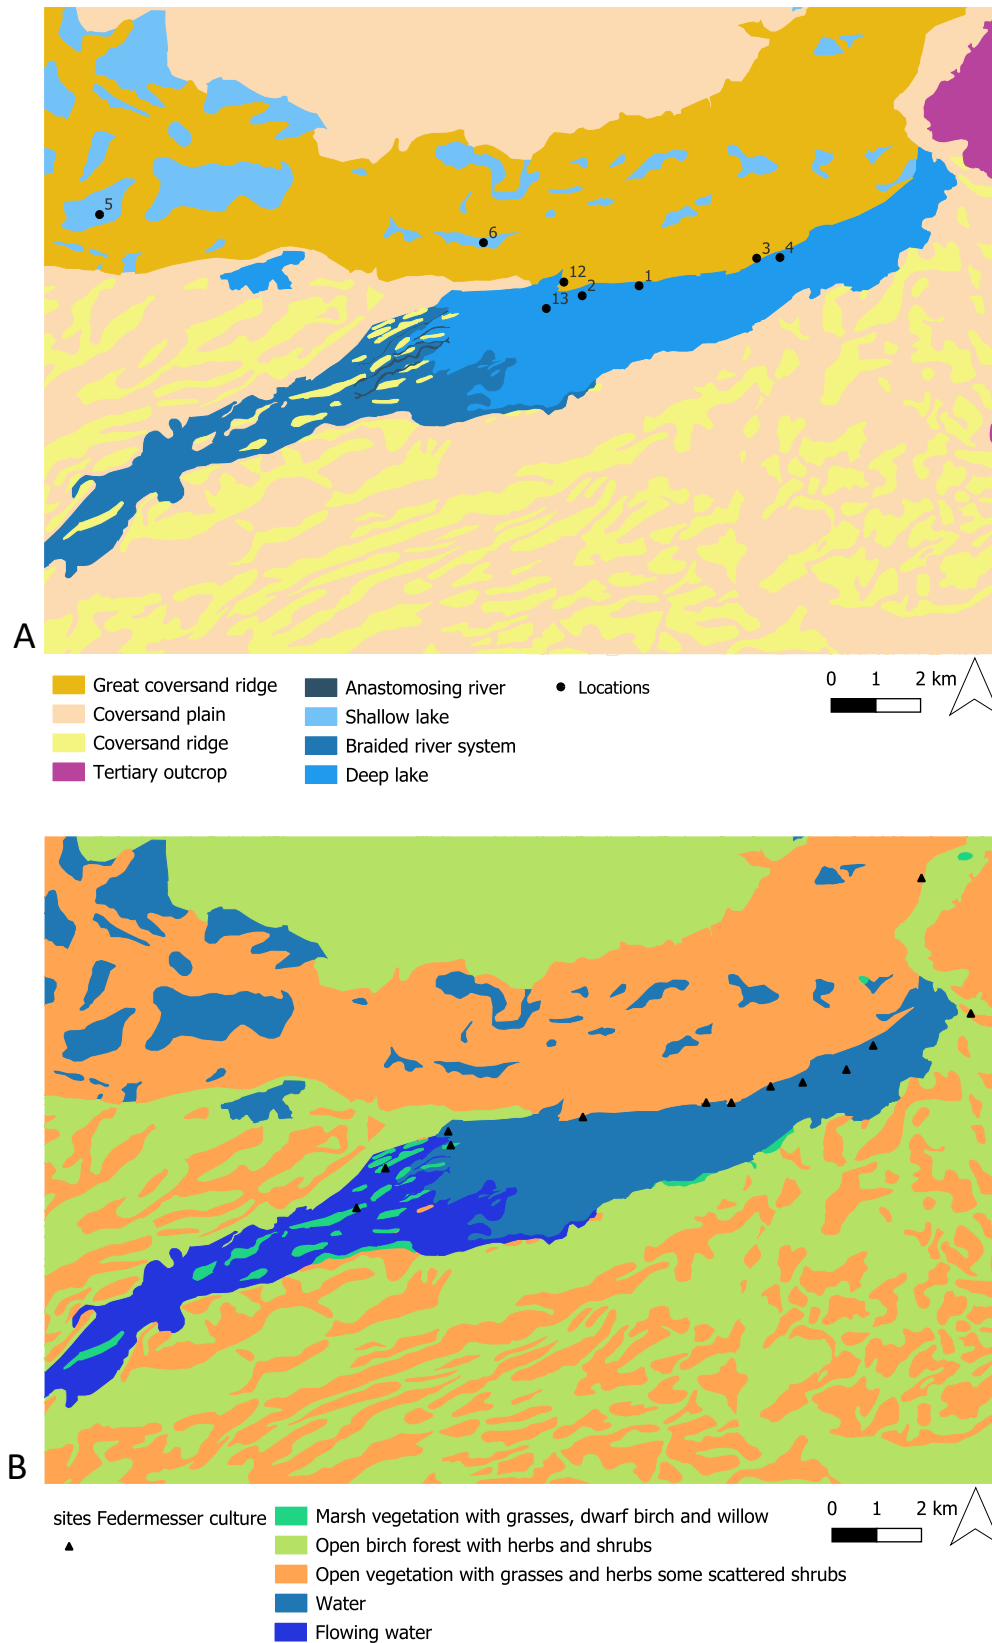 5
6
3 4
12
1
2
13
A
Great coversand ridge
Coversand plain
Coversand ridge
Tertiary outcrop
Anastomosing river
Shallow lake
Braided river system
Deep lake
Locations
0 1 2 km
B
sites Federmesser culture
Marsh vegetation with grasses, dwarf birch and willow
Open birch forest with herbs and shrubs
Open vegetation with grasses and herbs some scattered shrubs
Water
Flowing water
0 1 2 km